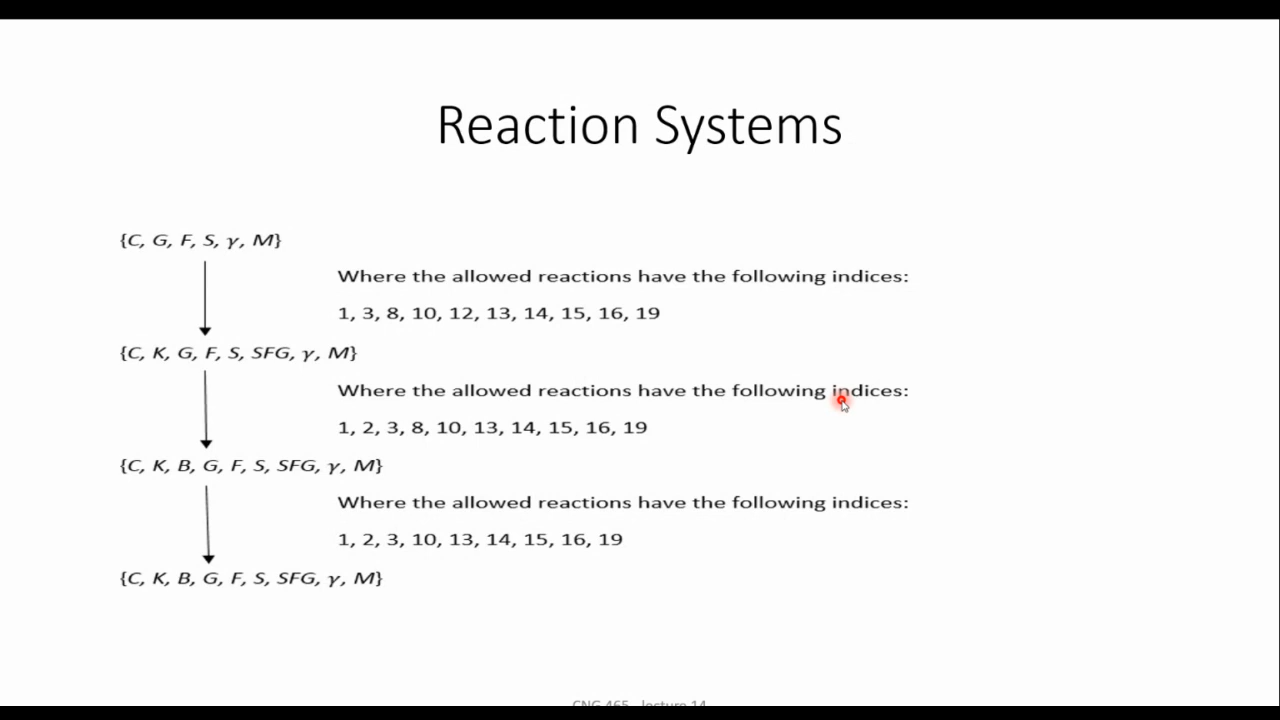 Reaction Systems
{C, G, F, S, γ, M}
Where the allowed reactions have the following indices:
1, 3, 8, 10, 12, 13, 14, 15, 16, 19
{C, K, G, F, S, SFG, γ, M}
Where the allowed reactions have the following indices:
1, 2, 3, 8, 10, 13, 14, 15, 16, 19
{C, K, B, G, F, S, SFG, γ, M}
Where the allowed reactions have the following indices:
1, 2, 3, 10, 13, 14, 15, 16, 19
{C, K, B, G, F, S, SFG, γ, M}
CNG 465 - lecture 14